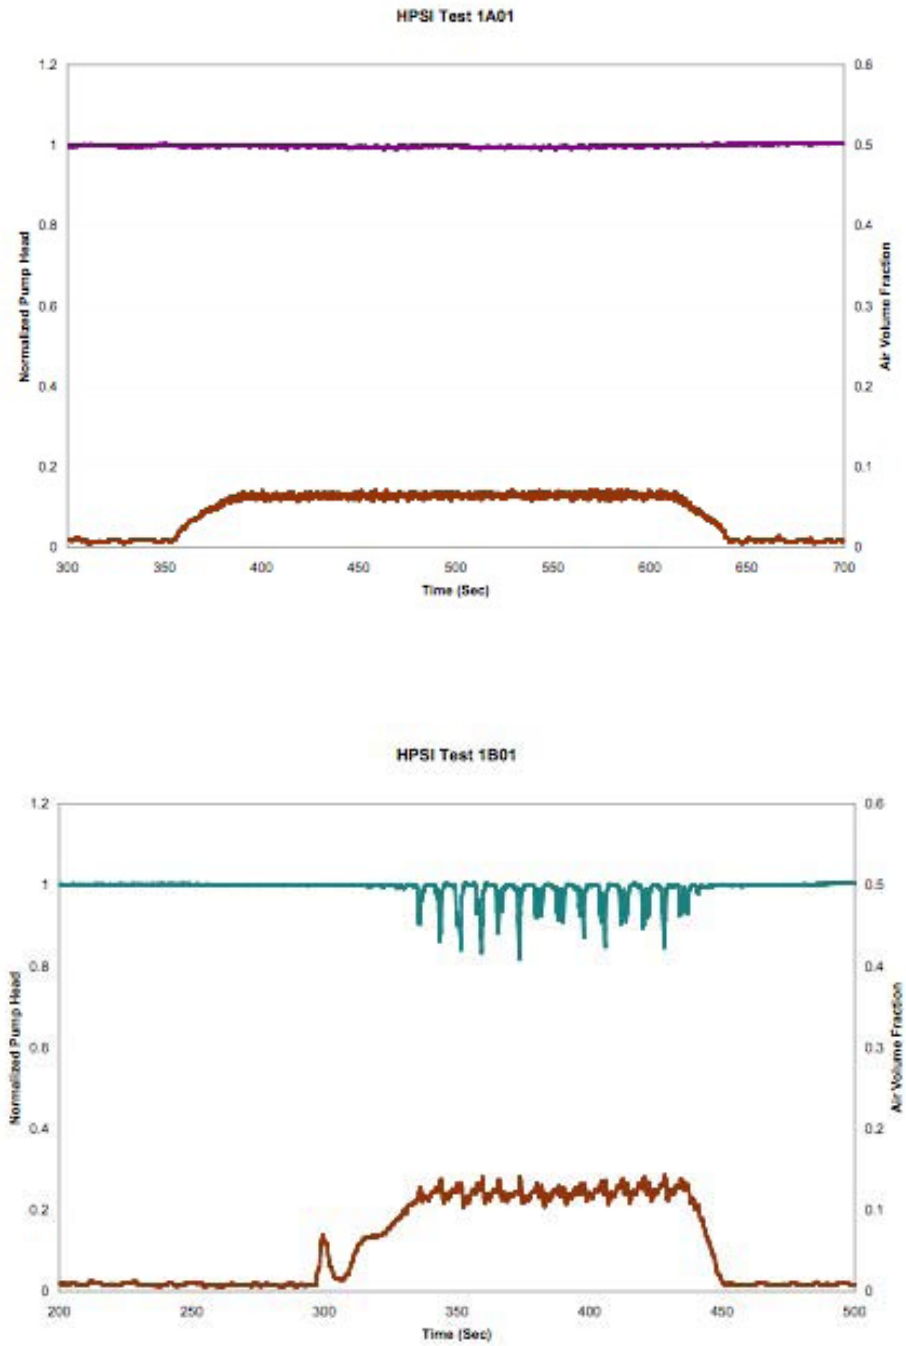 HPSI Test 1A01
1.2 0.6
1 0.5
0.8 0.4
0.6 0.3
0.4 0.2
0.2 0.1
0 0
Normalized Pump Head
Air Volume Fraction
300 350 400 450 500 550 600 650 700
Time (Sec)
HPSI Test 1B01
1.2 0.6
1 0.5
0.8 0.4
0.6 0.3
0.4 0.2
0.2 0.1
0 0
Normalized Pump Head
Air Volume Fraction
200 250 300 350 400 450 500
Time (Sec)